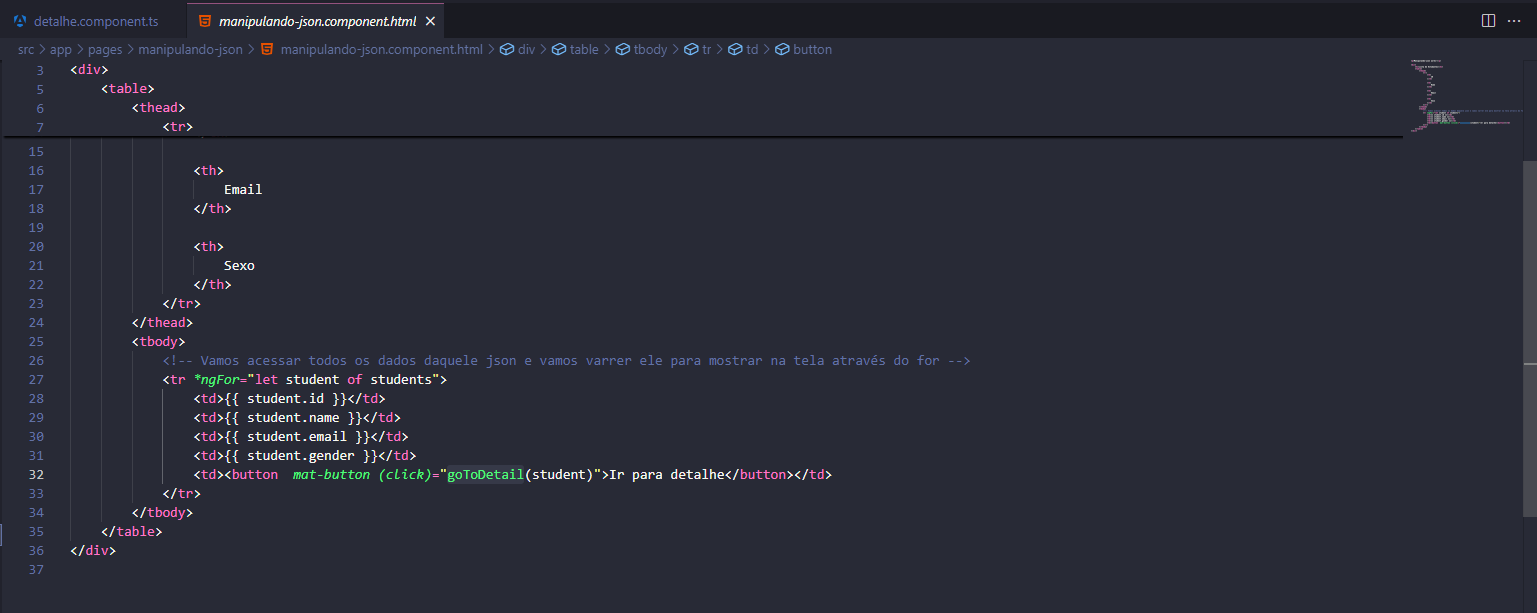 detalhe.component.ts manipulando-json.component.html
src > app > pages > manipulando-json > manipulando-json.component.html > div > table > tbody > tr > td > button
3 <div>
5 <table>
6 <thead>
7 <tr>
15
16 <th>
17 Email
18 </th>
19
20 <th>
21 Sexo
22 </th>
23 </tr>
24 </thead>
25 <tbody>
26 <!-- Vamos acessar todos os dados daquele json e vamos varrer ele para mostrar na tela através do for -->
27 <tr *ngFor="let student of students">
28 <td>{{ student.id }}</td>
29 <td>{{ student.name }}</td>
30 <td>{{ student.email }}</td>
31 <td>{{ student.gender }}</td>
32 <td><button  mat-button (click)="goToDetail(student)">Ir para detalhe</button></td>
33 </tr>
34 </tbody>
35 </table>
36 </div>
37